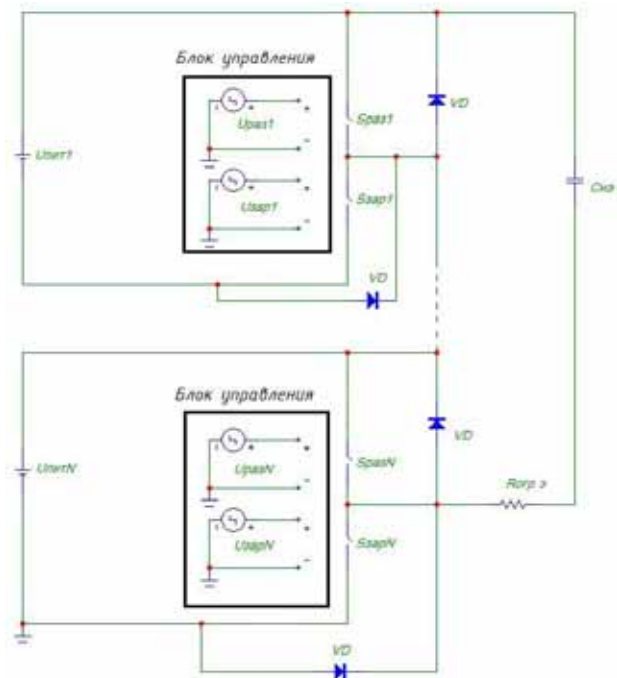 Блок управления
VD
Uраз1
Sраз1
Uпит1
Uзар1
Sзар1
Cнэ
VD
Блок управления
VD
UразN
SразN
UпитN
Rогр э
UзарN
SзарN
VD